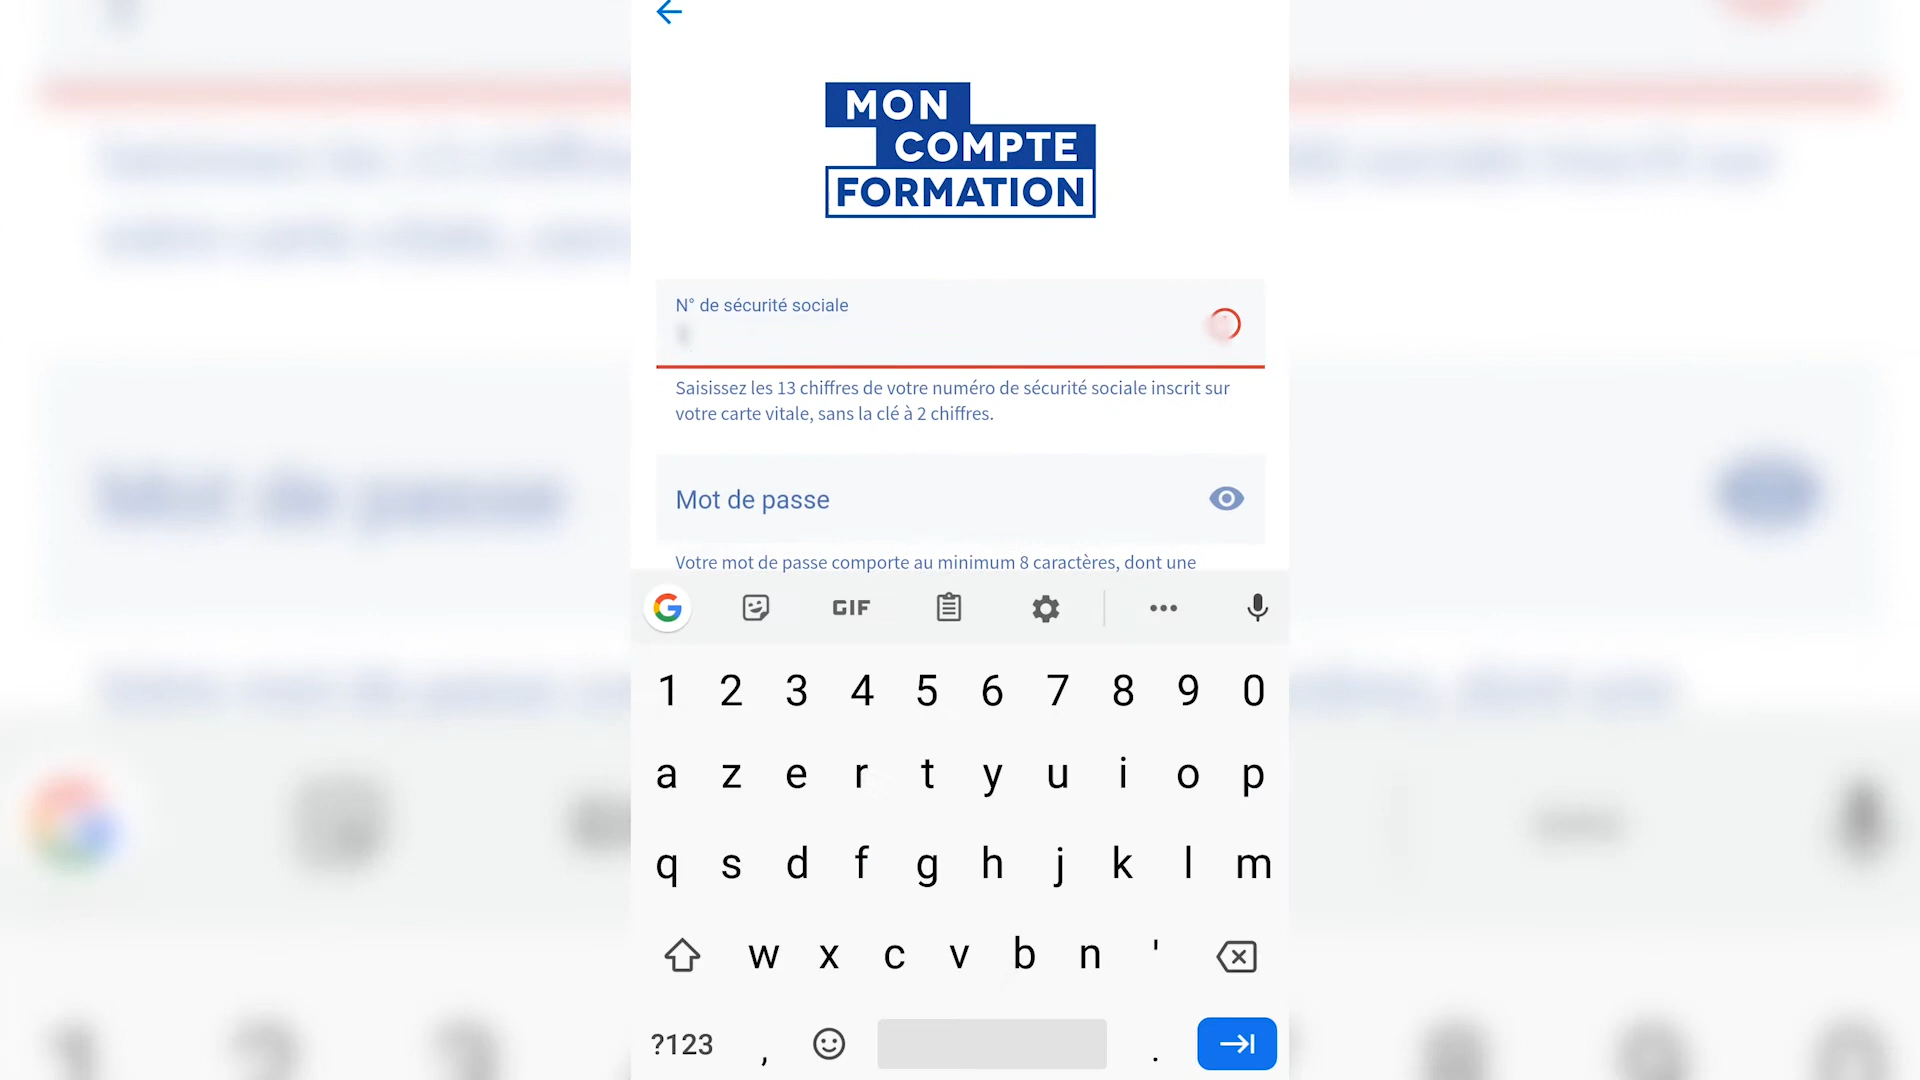 MON
COMPTE
FORMATION
N° de sécurité sociale
Saisissez les 13 chiffres de votre numéro de sécurité sociale inscrit sur
votre carte vitale, sans la clé à 2 chiffres.
Mot de passe
Votre mot de passe comporte au minimum 8 caractères, dont une
GIF
1 2 3 4 5 6 7 8 9 0
a z e r t y u i o p
q s d f g h j k l m
w x c v b n '
?123 , .